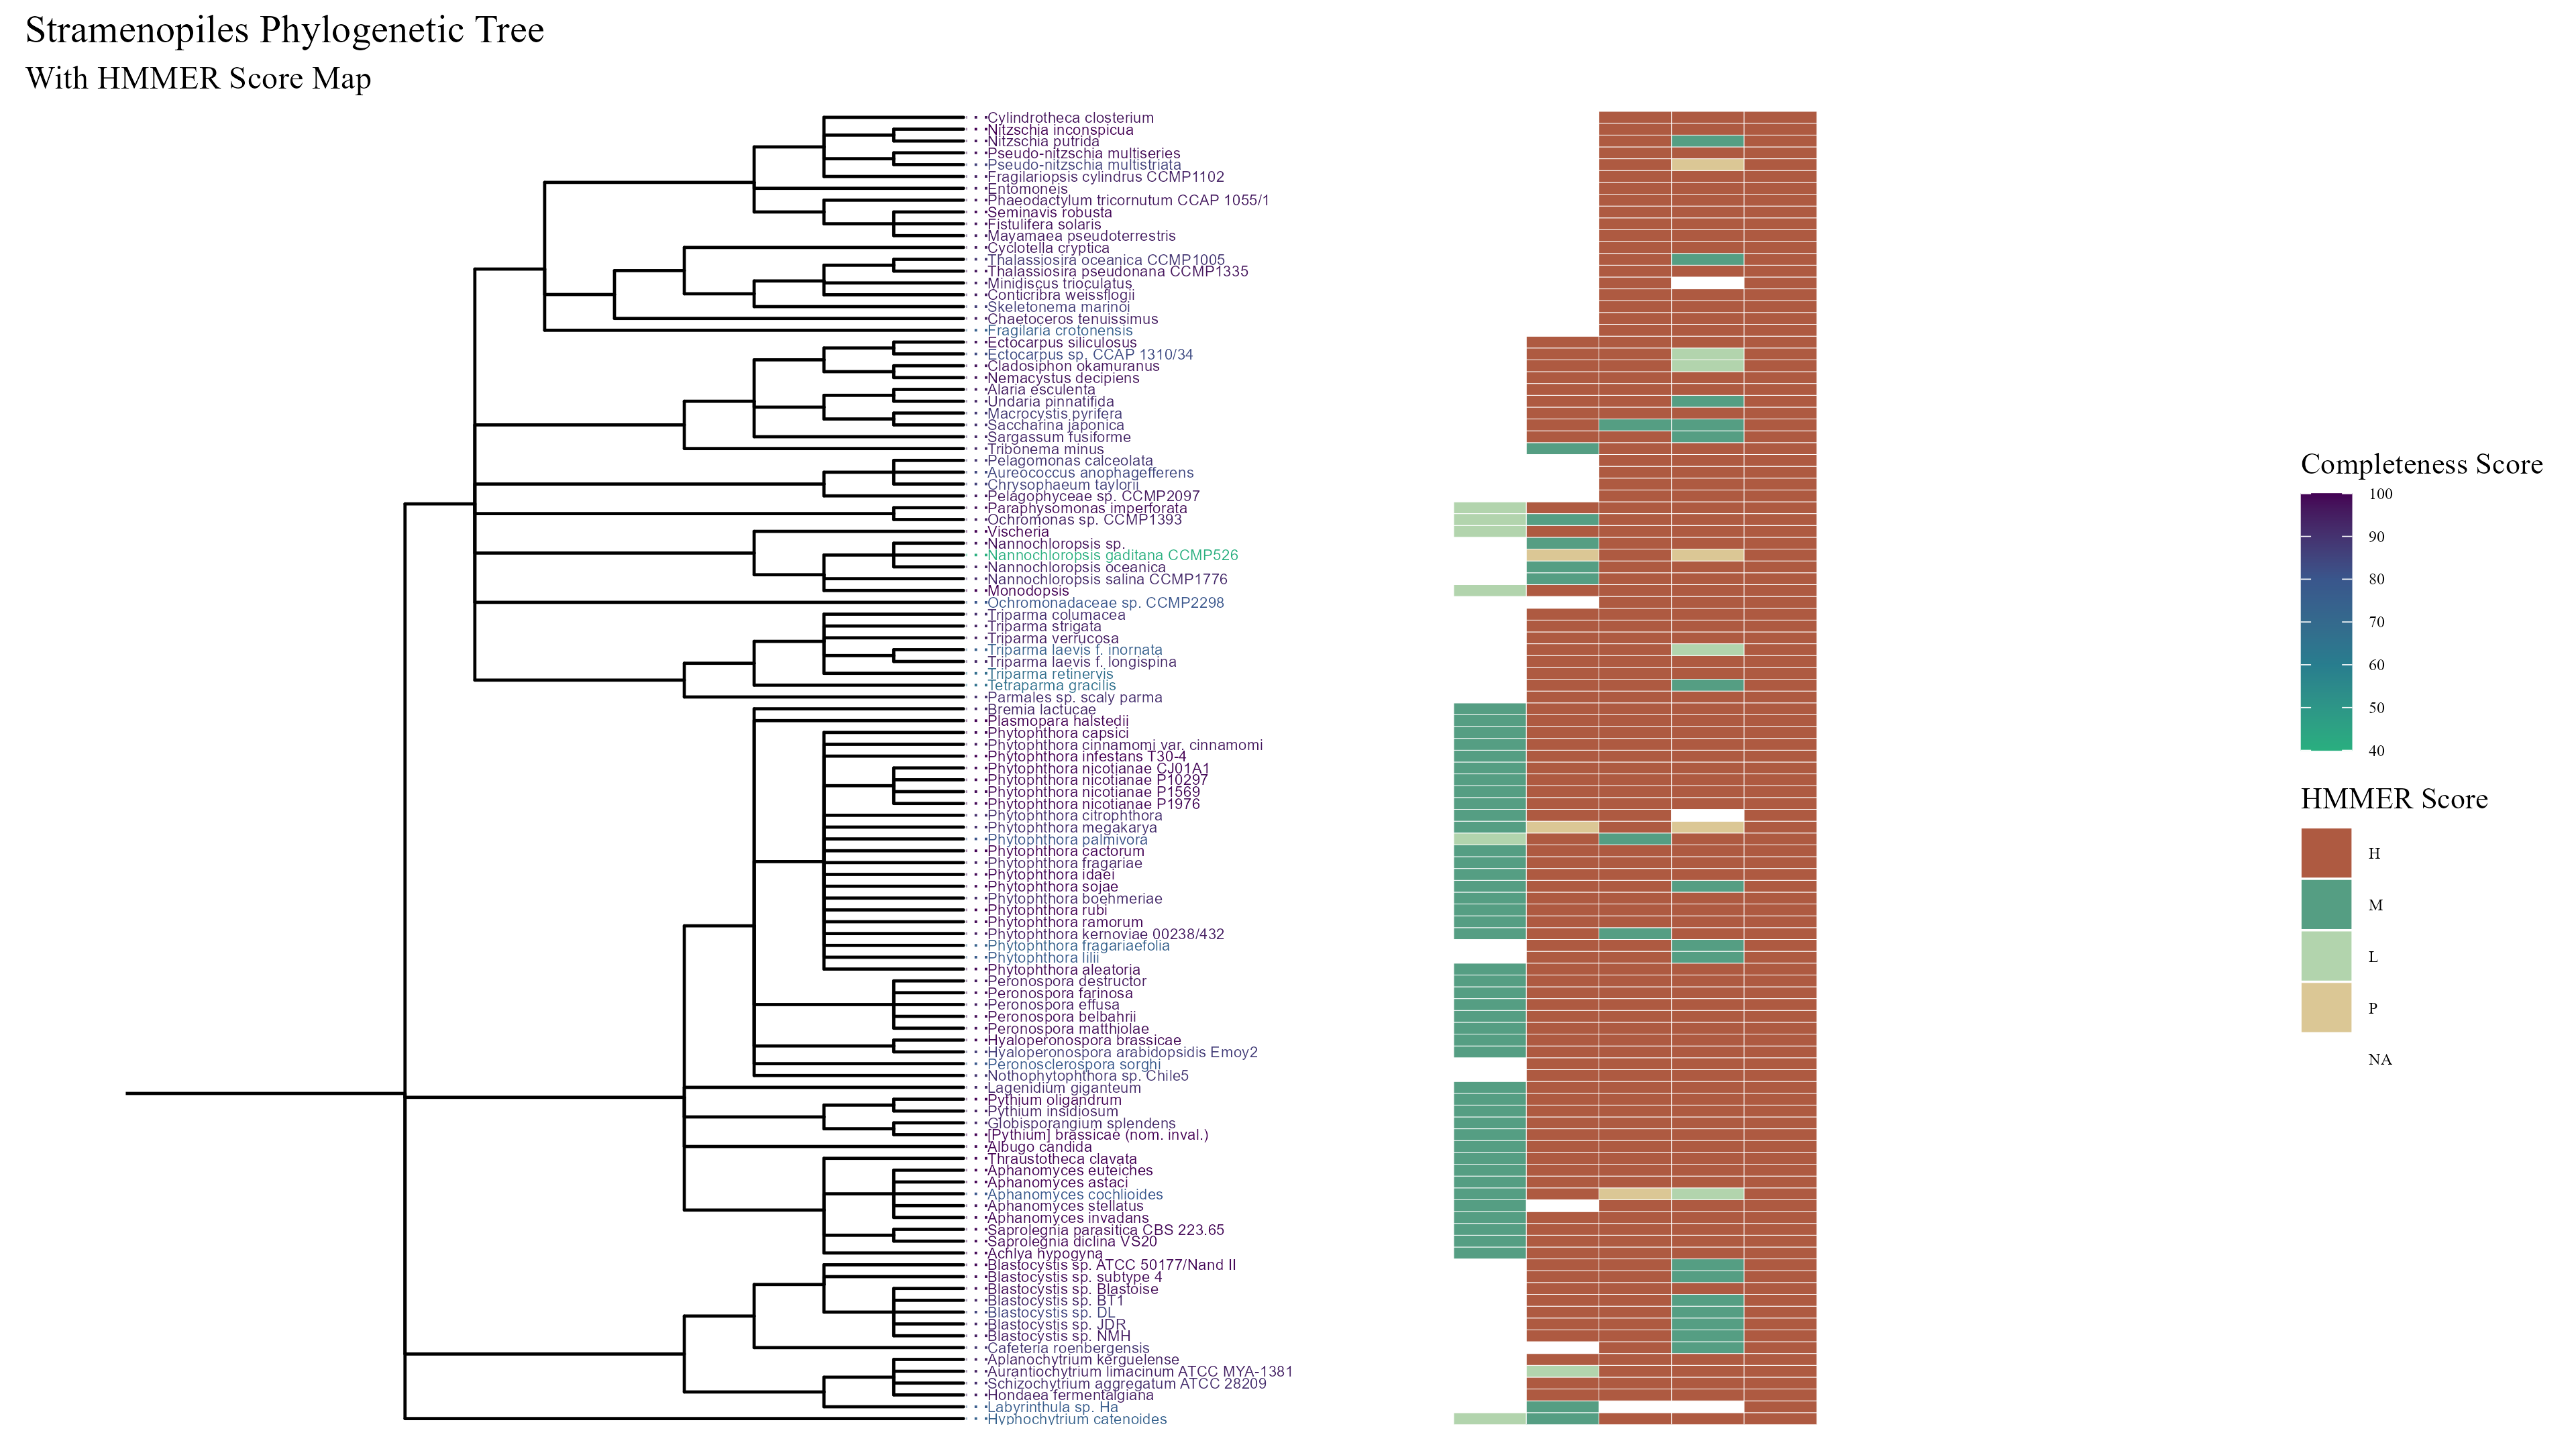 Stramenopiles Phylogenetic Tree
With HMMER Score Map
Cylindrotheca closterium
Nitzschia inconspicua
Nitzschia putrida
Pseudo-nitzschia multiseries
Pseudo-nitzschia multistriata
Fragilariopsis cylindrus CCMP1102
Entomoneis
Phaeodactylum tricornutum CCAP 1055/1
Seminavis robusta
Fistulifera solaris
Mayamaea pseudoterrestris
Cyclotella cryptica
Thalassiosira oceanica CCMP1005
Thalassiosira pseudonana CCMP1335
Minidiscus trioculatus
Conticribra weissflogii
Skeletonema marinoi
Chaetoceros tenuissimus
Fragilaria crotonensis
Ectocarpus siliculosus
Ectocarpus sp. CCAP 1310/34
Cladosiphon okamuranus
Nemacystus decipiens
Alaria esculenta
Undaria pinnatifida
Macrocystis pyrifera
Saccharina japonica
Sargassum fusiforme
Tribonema minus
Pelagomonas calceolata
Aureococcus anophagefferens
Chrysophaeum taylorii
Pelagophyceae sp. CCMP2097
Paraphysomonas imperforata
Ochromonas sp. CCMP1393
Vischeria
Nannochloropsis sp.
Nannochloropsis gaditana CCMP526
Nannochloropsis oceanica
Nannochloropsis salina CCMP1776
Monodopsis
Ochromonadaceae sp. CCMP2298
Triparma columacea
Triparma strigata
Triparma verrucosa
Triparma laevis f. inornata
Triparma laevis f. longispina
Triparma retinervis
Tetraparma gracilis
Parmales sp. scaly parma
Bremia lactucae
Plasmopara halstedii
Phytophthora capsici
Phytophthora cinnamomi var. cinnamomi
Phytophthora infestans T30-4
Phytophthora nicotianae CJ01A1
Phytophthora nicotianae P10297
Phytophthora nicotianae P1569
Phytophthora nicotianae P1976
Phytophthora citrophthora
Phytophthora megakarya
Phytophthora palmivora
Phytophthora cactorum
Phytophthora fragariae
Phytophthora idaei
Phytophthora sojae
Phytophthora boehmeriae
Phytophthora rubi
Phytophthora ramorum
Phytophthora kernoviae 00238/432
Phytophthora fragariaefolia
Phytophthora lilii
Phytophthora aleatoria
Peronospora destructor
Peronospora farinosa
Peronospora effusa
Peronospora belbahrii
Peronospora matthiolae
Hyaloperonospora brassicae
Hyaloperonospora arabidopsidis Emoy2
Peronosclerospora sorghi
Nothophytophthora sp. Chile5
Lagenidium giganteum
Pythium oligandrum
Pythium insidiosum
Globisporangium splendens
[Pythium] brassicae (nom. inval.)
Albugo candida
Thraustotheca clavata
Aphanomyces euteiches
Aphanomyces astaci
Aphanomyces cochlioides
Aphanomyces stellatus
Aphanomyces invadans
Saprolegnia parasitica CBS 223.65
Saprolegnia diclina VS20
Achlya hypogyna
Blastocystis sp. ATCC 50177/Nand II
Blastocystis sp. subtype 4
Blastocystis sp. Blastoise
Blastocystis sp. BT1
Blastocystis sp. DL
Blastocystis sp. JDR
Blastocystis sp. NMH
Cafeteria roenbergensis
Aplanochytrium kerguelense
Aurantiochytrium limacinum ATCC MYA-1381
Schizochytrium aggregatum ATCC 28209
Hondaea fermentalgiana
Labyrinthula sp. Ha
Hyphochytrium catenoides
Completeness Score
100
90
80
70
60
50
40
HMMER Score
H
M
L
P
NA